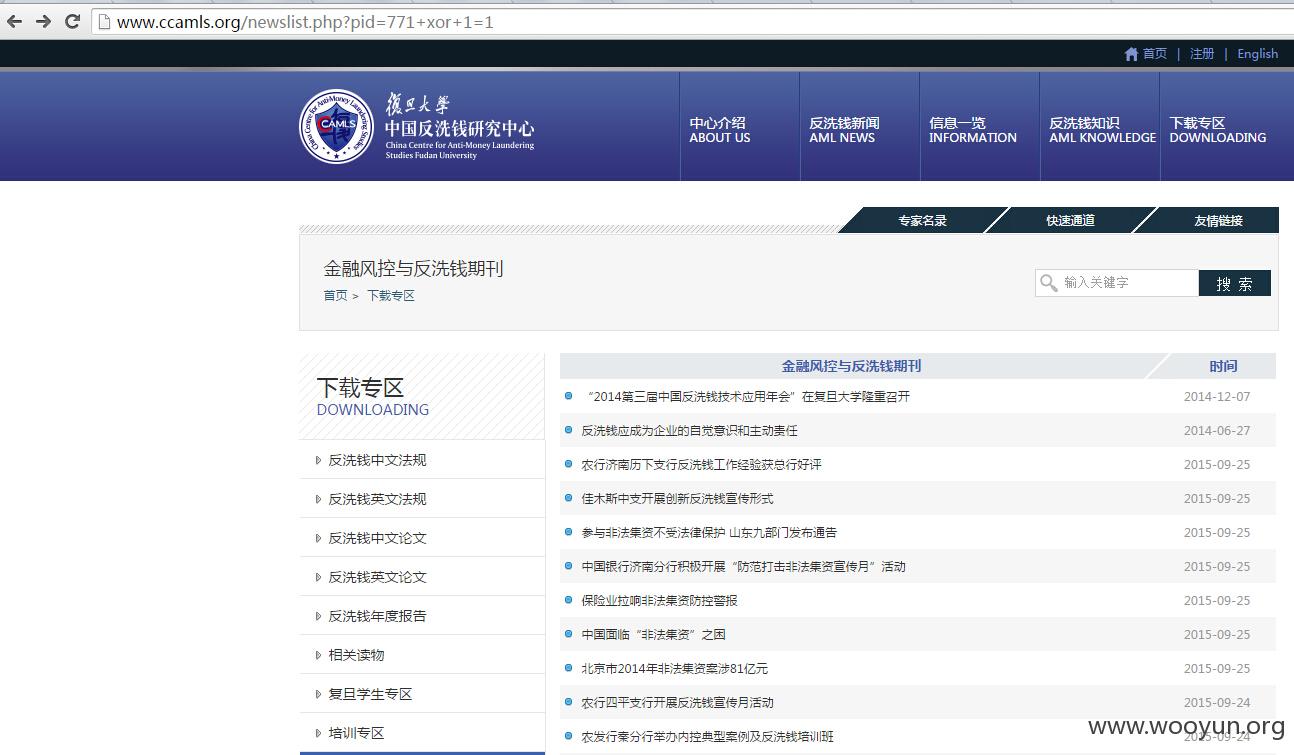 www.ccamls.org/newslist.php?pid=771+xor+1=1
首页 | 注册 | English
復旦大學
中国反洗钱研究中心
China Centre for Anti-Money Laundering
Studies Fudan University
China Centre for Anti-Money Laundering Studies
CAMLS
中心介绍
ABOUT US
反洗钱新闻
AML NEWS
信息一览
INFORMATION
反洗钱知识
AML KNOWLEDGE
下载专区
DOWNLOADING
专家名录
快速通道
友情链接
金融风控与反洗钱期刊
首页 > 下载专区
输入关键字
搜 索
下载专区
DOWNLOADING
反洗钱中文法规
反洗钱英文法规
反洗钱中文论文
反洗钱英文论文
反洗钱年度报告
相关读物
复旦学生专区
培训专区
金融风控与反洗钱期刊 时间
“2014第三届中国反洗钱技术应用年会”在复旦大学隆重召开 2014-12-07
反洗钱应成为企业的自觉意识和主动责任 2014-06-27
农行济南历下支行反洗钱工作经验获总行好评 2015-09-25
佳木斯中支开展创新反洗钱宣传形式 2015-09-25
参与非法集资不受法律保护 山东九部门发布通告 2015-09-25
中国银行济南分行积极开展“防范打击非法集资宣传月”活动 2015-09-25
保险业拉响非法集资防控警报 2015-09-25
中国面临“非法集资”之困 2015-09-25
北京市2014年非法集资案涉81亿元 2015-09-25
农行四平支行开展反洗钱宣传月活动 2015-09-24
农发行秦分行举办内控典型案例及反洗钱培训班 2015-09-24
www.wooyun.org